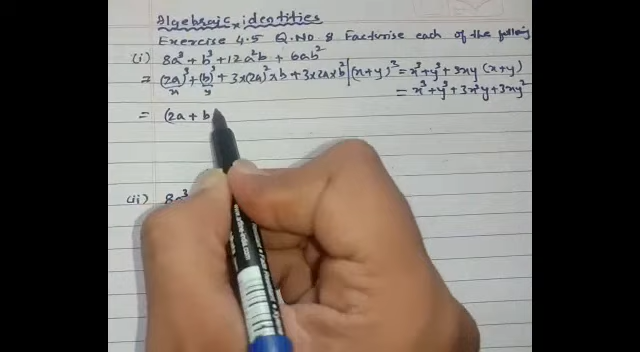 Algebraic identities
Exercise 4.5 Q.NO 8 Factorise each of the following
(i) 8a³ + b³ + 12a²b + 6ab²
= (2a)³ + (b)³ + 3×(2a)²×b + 3×2a×b² | (x+y)³ = x³+y³+3xy (x+y)
x y = x³+y³+3x²y+3xy²
= (2a + b
(ii) 8a³